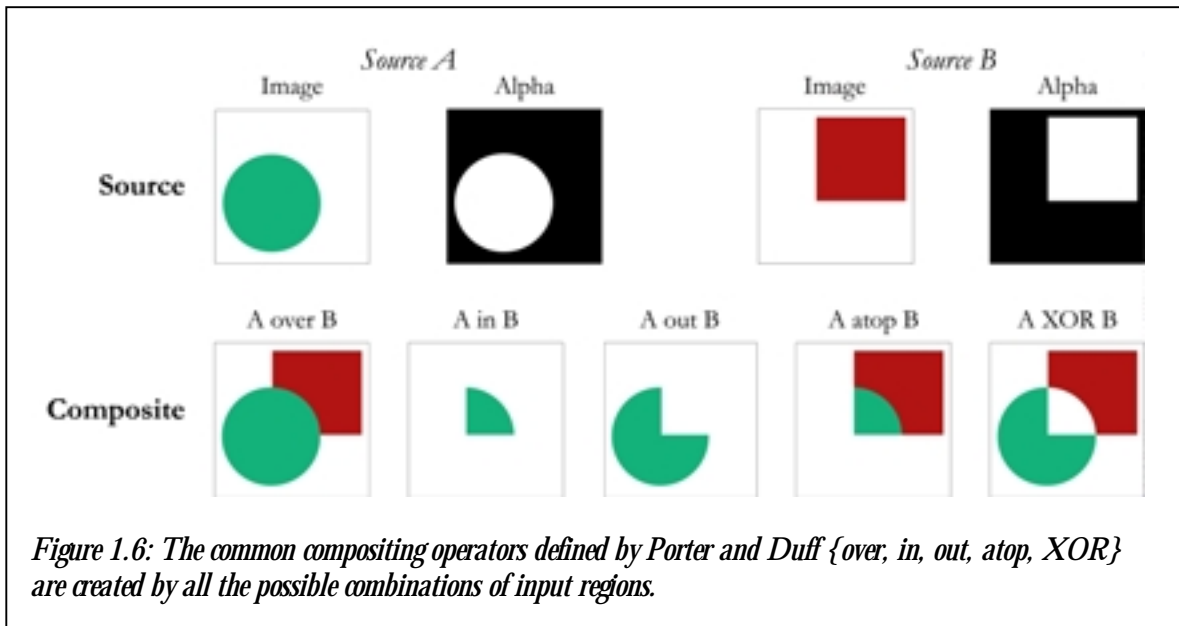 Source A
Source B
Image
Alpha
Image
Alpha
Source
A over B
A in B
A out B
A atop B
A XOR B
Composite
Figure 1.6: The common compositing operators defined by Porter and Duff {over, in, out, atop, XOR}
are created by all the possible combinations of input regions.